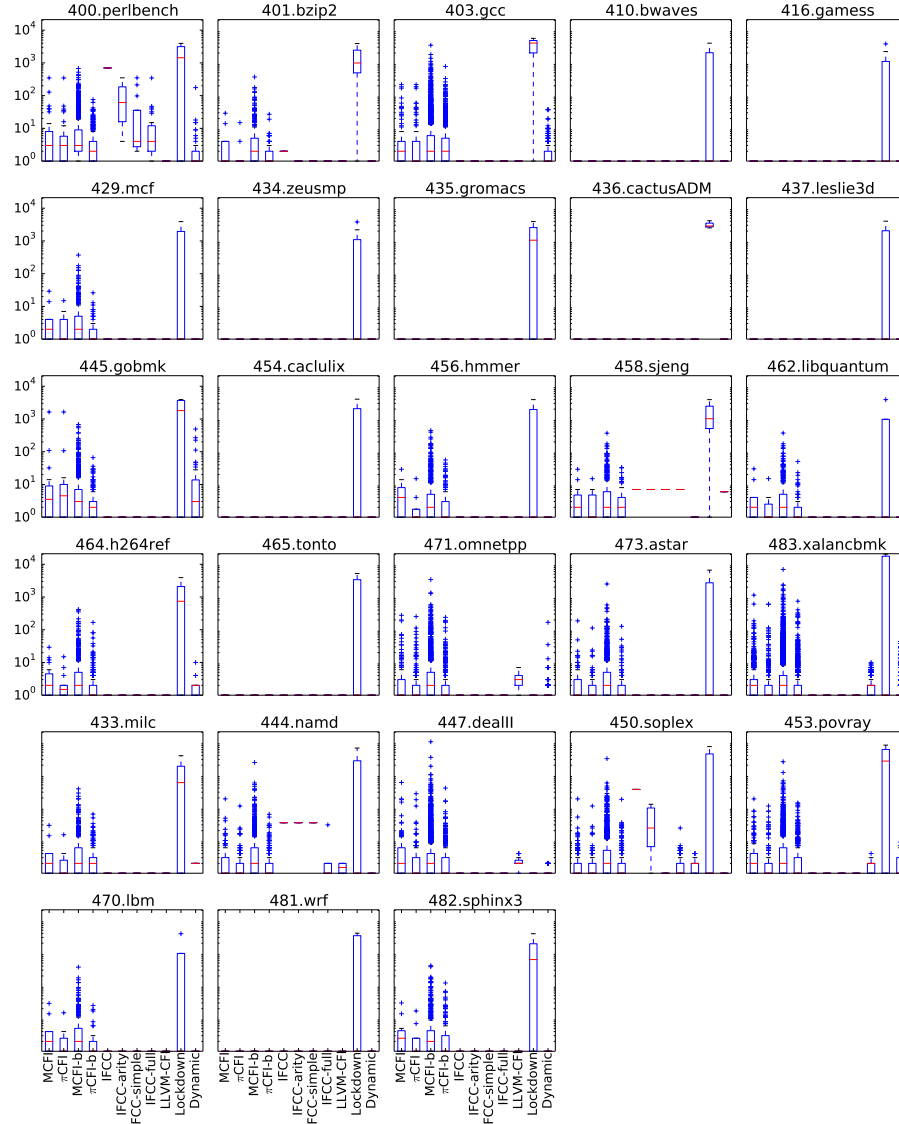 400.perlbench 401.bzip2 403.gcc 410.bwaves 416.gamess
10^4
10^3
10^2
10^1
10^0
429.mcf 434.zeusmp 435.gromacs 436.cactusADM 437.leslie3d
10^4
10^3
10^2
10^1
10^0
445.gobmk 454.caclulix 456.hmmer 458.sjeng 462.libquantum
10^4
10^3
10^2
10^1
10^0
464.h264ref 465.tonto 471.omnetpp 473.astar 483.xalancbmk
10^4
10^3
10^2
10^1
10^0
433.milc 444.namd 447.dealII 450.soplex 453.povray
470.lbm 481.wrf 482.sphinx3
MCFI πCFI MCFI-b πCFI-b IFCC IFCC-arity FCC-simple IFCC-full LLVM-CFI Lockdown Dynamic
MCFI πCFI MCFI-b πCFI-b IFCC IFCC-arity FCC-simple IFCC-full LLVM-CFI Lockdown Dynamic
MCFI πCFI MCFI-b πCFI-b IFCC IFCC-arity FCC-simple IFCC-full LLVM-CFI Lockdown Dynamic